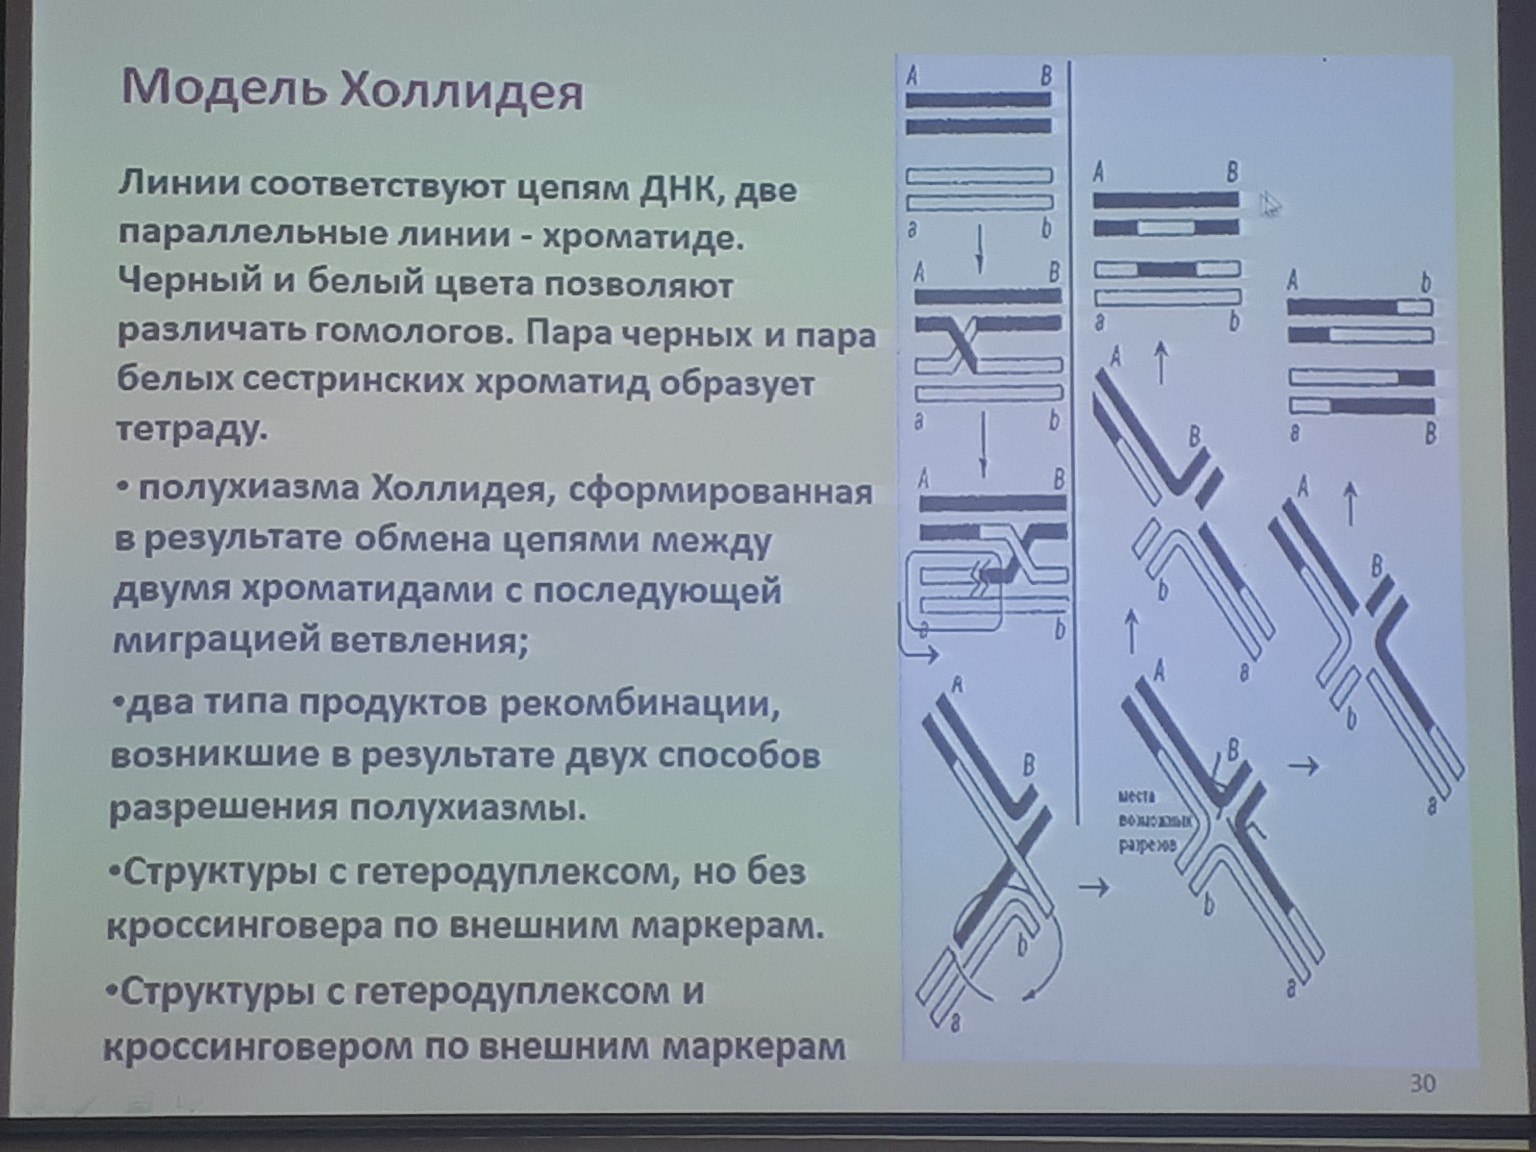 Модель Холлидея
Линии соответствуют цепям ДНК, две
параллельные линии - хроматиде.
Черный и белый цвета позволяют
различать гомологов. Пара черных и пара
белых сестринских хроматид образует
тетраду.
• полухиазма Холлидея, сформированная
в результате обмена цепями между
двумя хроматидами с последующей
миграцией ветвления;
•два типа продуктов рекомбинации,
возникшие в результате двух способов
разрешения полухиазмы.
•Структуры с гетеродуплексом, но без
кроссинговера по внешним маркерам.
•Структуры с гетеродуплексом и
кроссинговером по внешним маркерам
A B
a b
A B
a b
A B
a b
A
B
b
a
A B
a b
A
B
b
a
A
B
места
возможных
разрезов
b
a
A b
a B
A
B
b
a
30